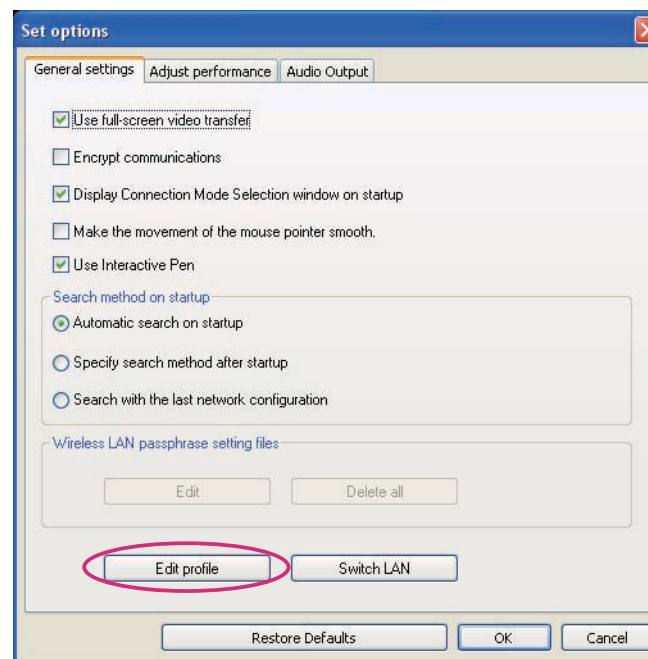 Set options
General settings
Adjust performance
Audio Output
Use full-screen video transfer
Encrypt communications
Display Connection Mode Selection window on startup
Make the movement of the mouse pointer smooth.
Use Interactive Pen
Search method on startup
Automatic search on startup
Specify search method after startup
Search with the last network configuration
Wireless LAN passphrase setting files
Edit
Delete all
Edit profile
Switch LAN
Restore Defaults
OK
Cancel